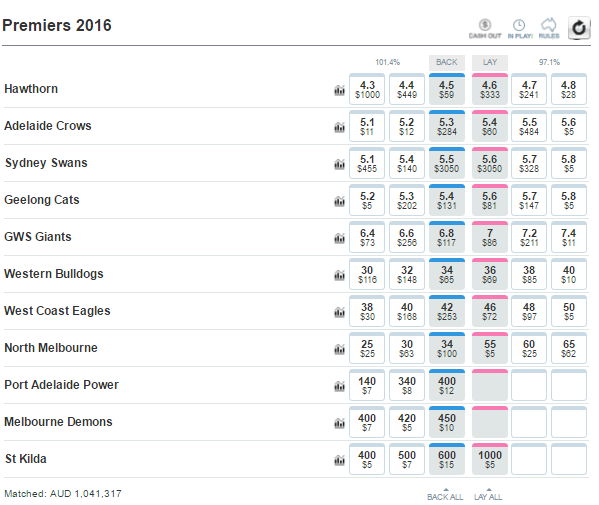 Premiers 2016
CASH OUT IN PLAY! RULES
101.4% BACK LAY 97.1%
Hawthorn 4.3 4.4 4.5 4.6 4.7 4.8
$1000 $449 $59 $333 $241 $28
Adelaide Crows 5.1 5.2 5.3 5.4 5.5 5.6
$11 $12 $284 $60 $484 $5
Sydney Swans 5.1 5.4 5.5 5.6 5.7 5.8
$455 $140 $3050 $3050 $328 $5
Geelong Cats 5.2 5.3 5.4 5.6 5.7 5.8
$5 $202 $131 $81 $147 $5
GWS Giants 6.4 6.6 6.8 7 7.2 7.4
$73 $256 $117 $86 $211 $11
Western Bulldogs 30 32 34 36 38 40
$116 $148 $65 $69 $85 $10
West Coast Eagles 38 40 42 46 48 50
$30 $168 $253 $72 $97 $5
North Melbourne 25 30 34 55 60 65
$25 $63 $100 $5 $25 $62
Port Adelaide Power 140 340 400
$7 $8 $12
Melbourne Demons 400 420 450
$7 $5 $10
St Kilda 400 500 600 1000
$5 $7 $15 $5
Matched: AUD 1,041,317 BACK ALL LAY ALL